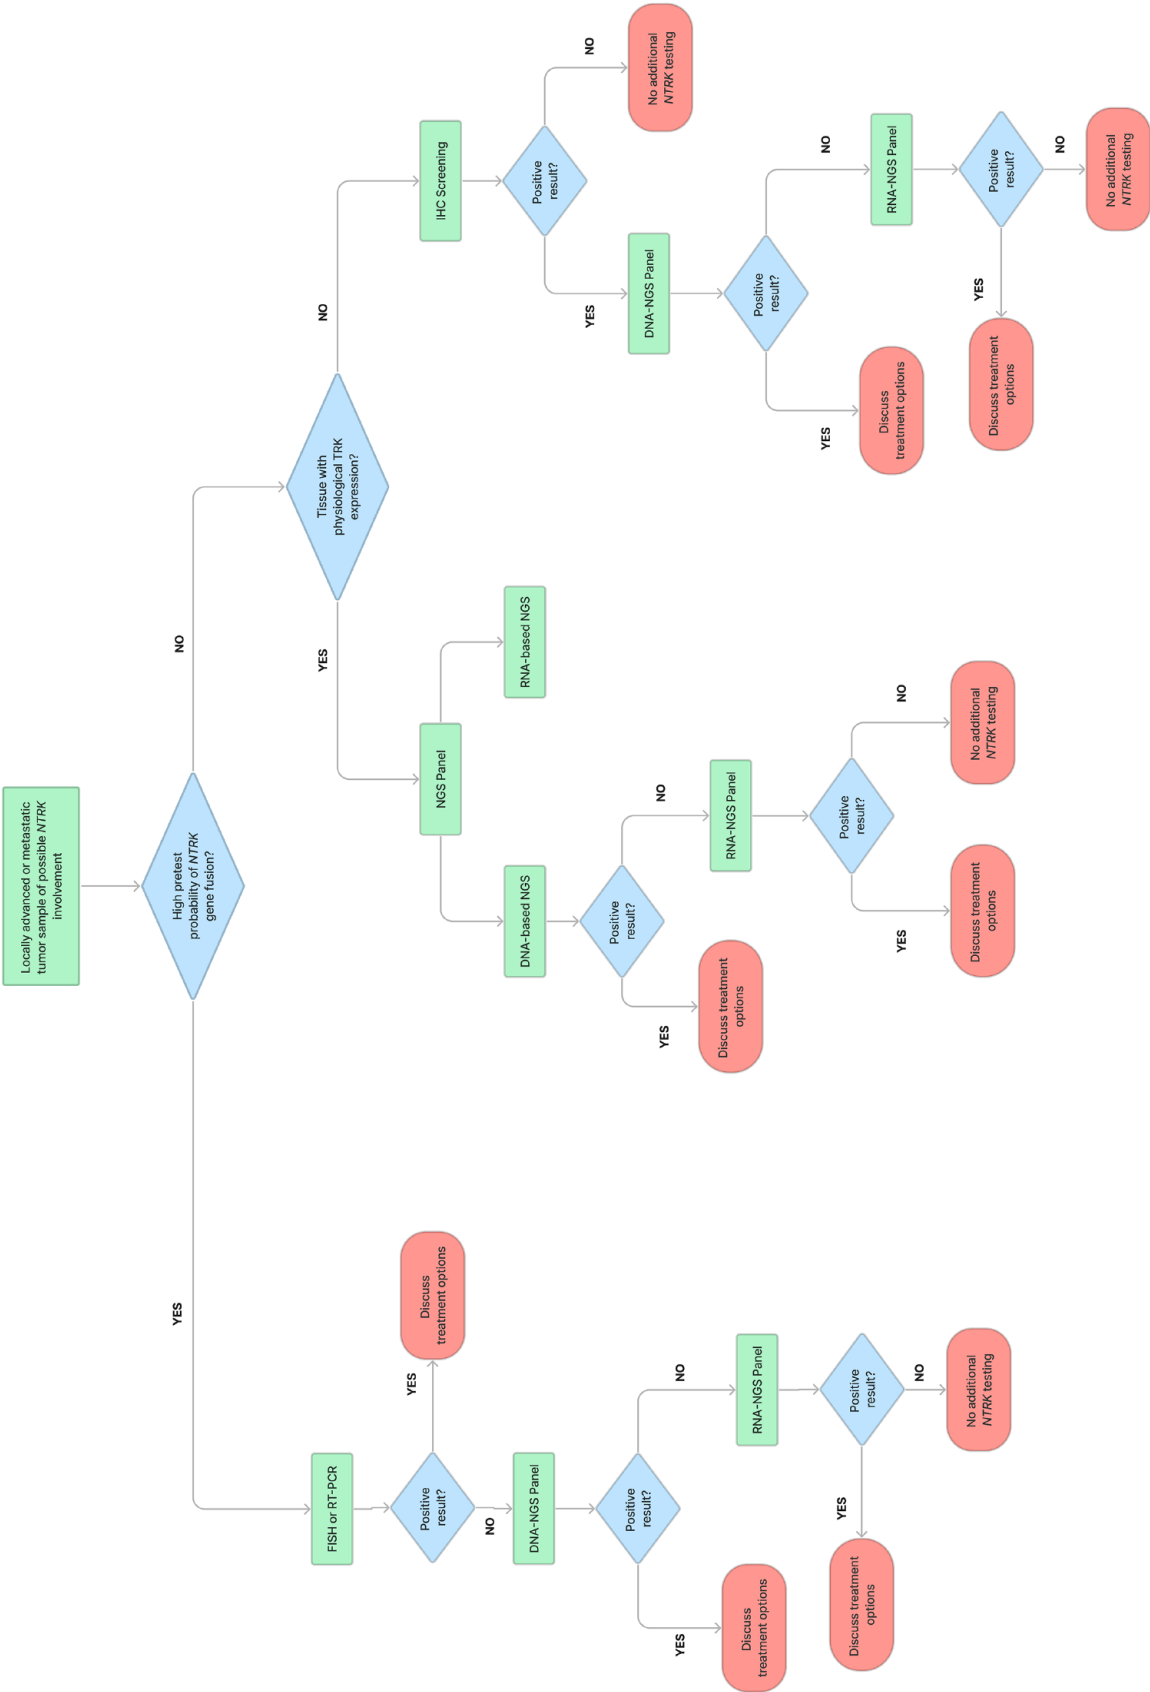 Locally advanced or metastatic
tumor sample of possible NTRK
involvement
High pretest
probability of NTRK
gene fusion?
YES
NO
FISH or RT-PCR
Positive
result?
YES
Discuss
treatment options
NO
DNA-NGS Panel
Positive
result?
YES
Discuss
treatment options
NO
RNA-NGS Panel
Positive
result?
YES
Discuss treatment
options
NO
No additional
NTRK testing
Tissue with
physiological TRK
expression?
YES
NO
NGS Panel
DNA-based NGS
RNA-based NGS
Positive
result?
YES
Discuss treatment
options
NO
RNA-NGS Panel
Positive
result?
YES
Discuss treatment
options
NO
No additional
NTRK testing
IHC Screening
Positive
result?
YES
NO
No additional
NTRK testing
DNA-NGS Panel
Positive
result?
YES
Discuss
treatment options
NO
RNA-NGS Panel
Positive
result?
YES
Discuss treatment
options
NO
No additional
NTRK testing